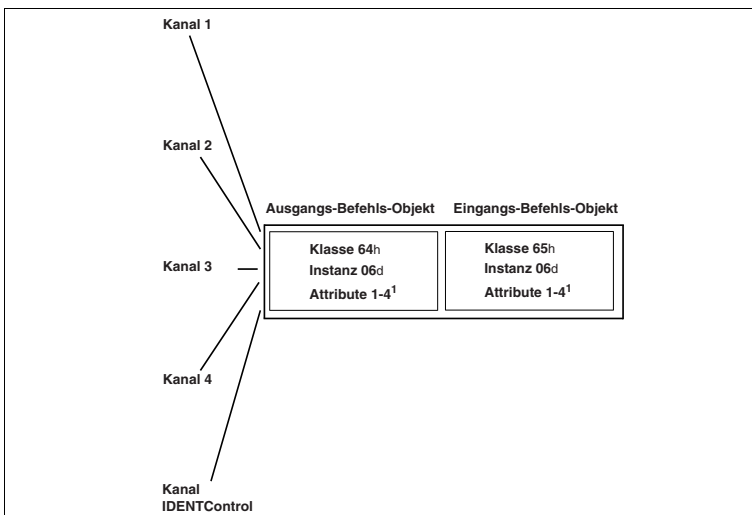 Kanal 1
Kanal 2
Ausgangs-Befehls-Objekt
Eingangs-Befehls-Objekt
Klasse 64h
Instanz 06d
Attribute 1-4¹
Klasse 65h
Instanz 06d
Attribute 1-4¹
Kanal 3
Kanal 4
Kanal
IDENTControl